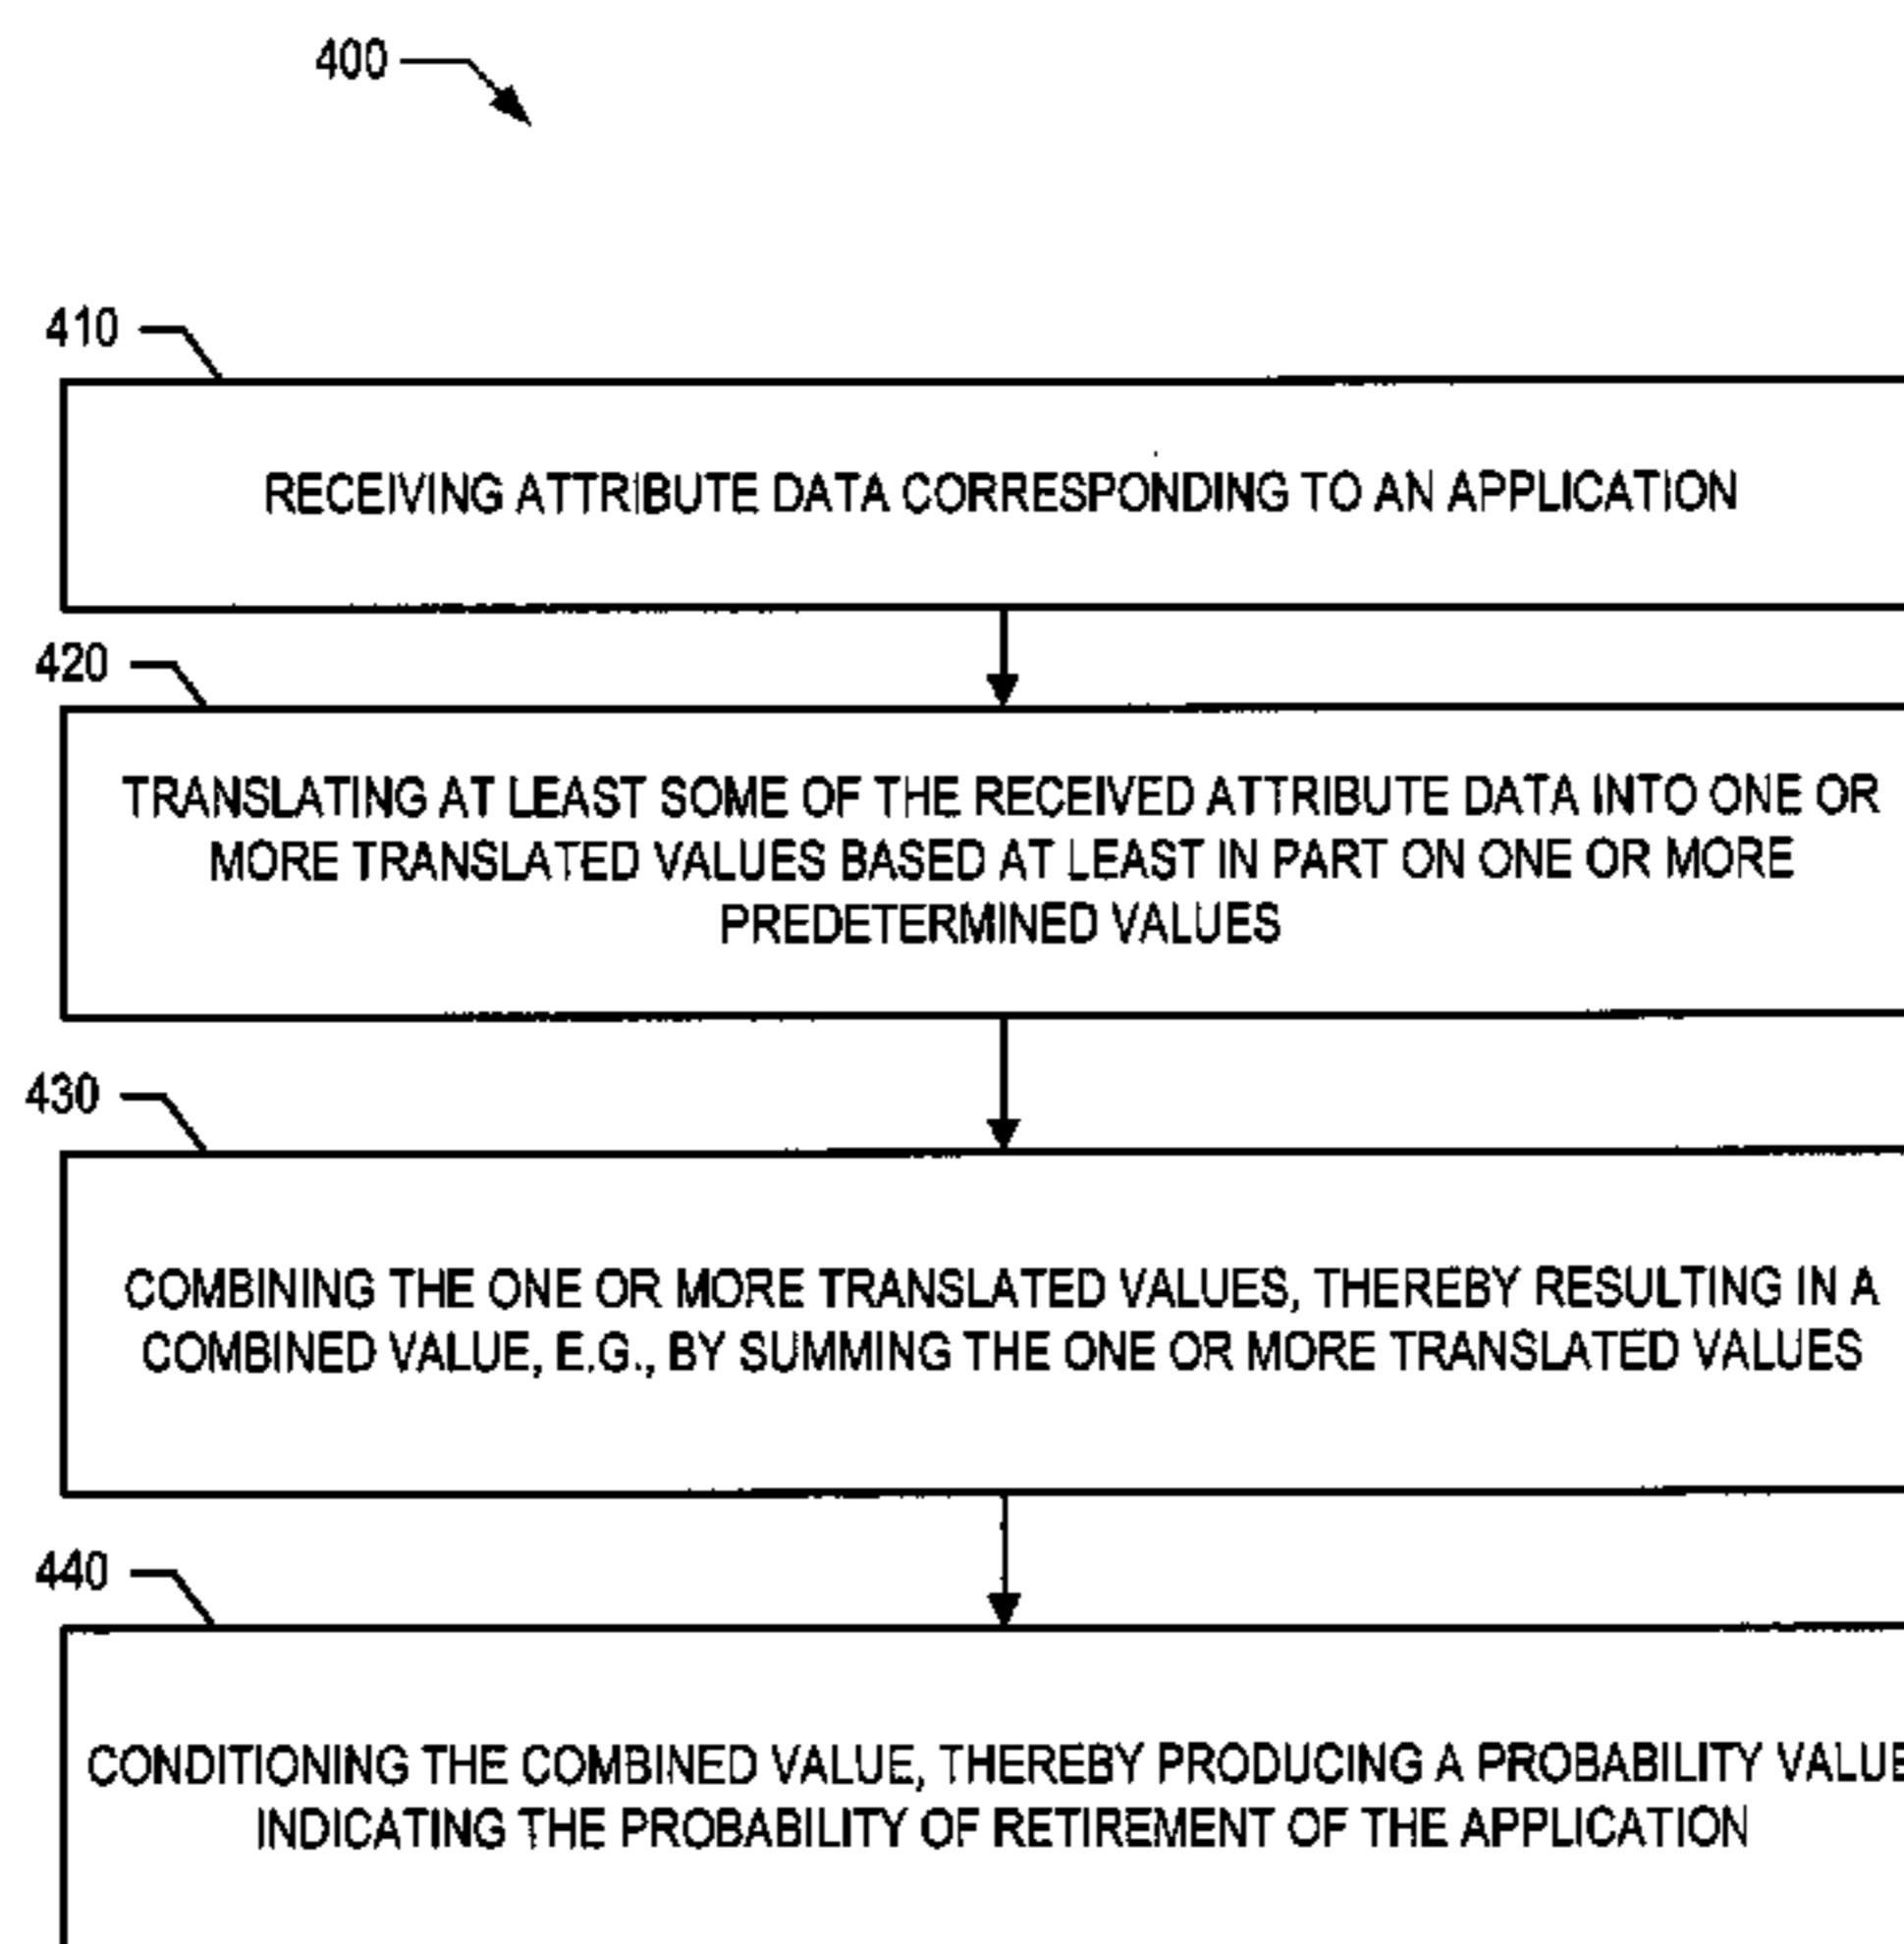 400
410
RECEIVING ATTRIBUTE DATA CORRESPONDING TO AN APPLICATION
420
TRANSLATING AT LEAST SOME OF THE RECEIVED ATTRIBUTE DATA INTO ONE OR
MORE TRANSLATED VALUES BASED AT LEAST IN PART ON ONE OR MORE
PREDETERMINED VALUES
430
COMBINING THE ONE OR MORE TRANSLATED VALUES, THEREBY RESULTING IN A
COMBINED VALUE, E.G., BY SUMMING THE ONE OR MORE TRANSLATED VALUES
440
CONDITIONING THE COMBINED VALUE, THEREBY PRODUCING A PROBABILITY VALUE
INDICATING THE PROBABILITY OF RETIREMENT OF THE APPLICATION